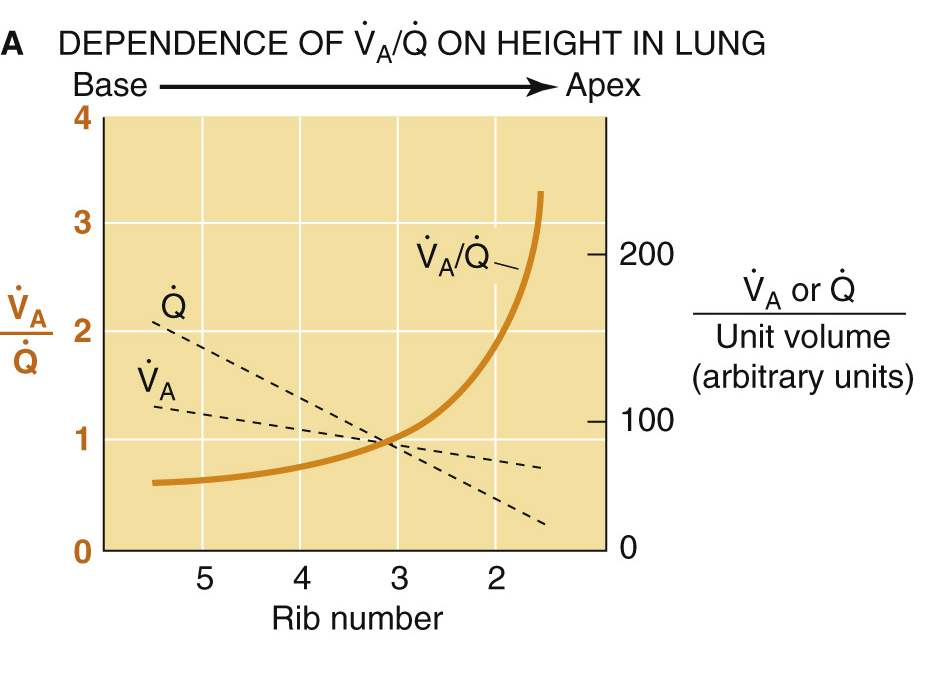 A DEPENDENCE OF V̇A/Q̇ ON HEIGHT IN LUNG
Base Apex
4
3
2
1
0
V̇A
Q̇
Q̇
V̇A
V̇A/Q̇
200
100
0
V̇A or Q̇
Unit volume
(arbitrary units)
5 4 3 2
Rib number